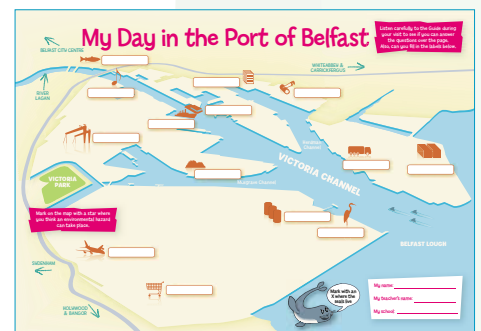 My Day in the Port of Belfast
Listen carefully to the Guide during
your visit to see if you can answer
the questions over the page.
Also, can you fill in the labels below.
BELFAST CITY CENTRE
WHITEABBEY &
CARRICKFERGUS
RIVER
LAGAN
Channel
VICTORIA CHANNEL
Musgrave Channel
VICTORIA
PARK
Mark on the map with a star where
you think an environmental hazard
can take place.
BELFAST LOUGH
SYDENHAM
HOLYWOOD
& BANGOR
Mark with an
X where the
seals live
My name:
My teacher's name:
My school: